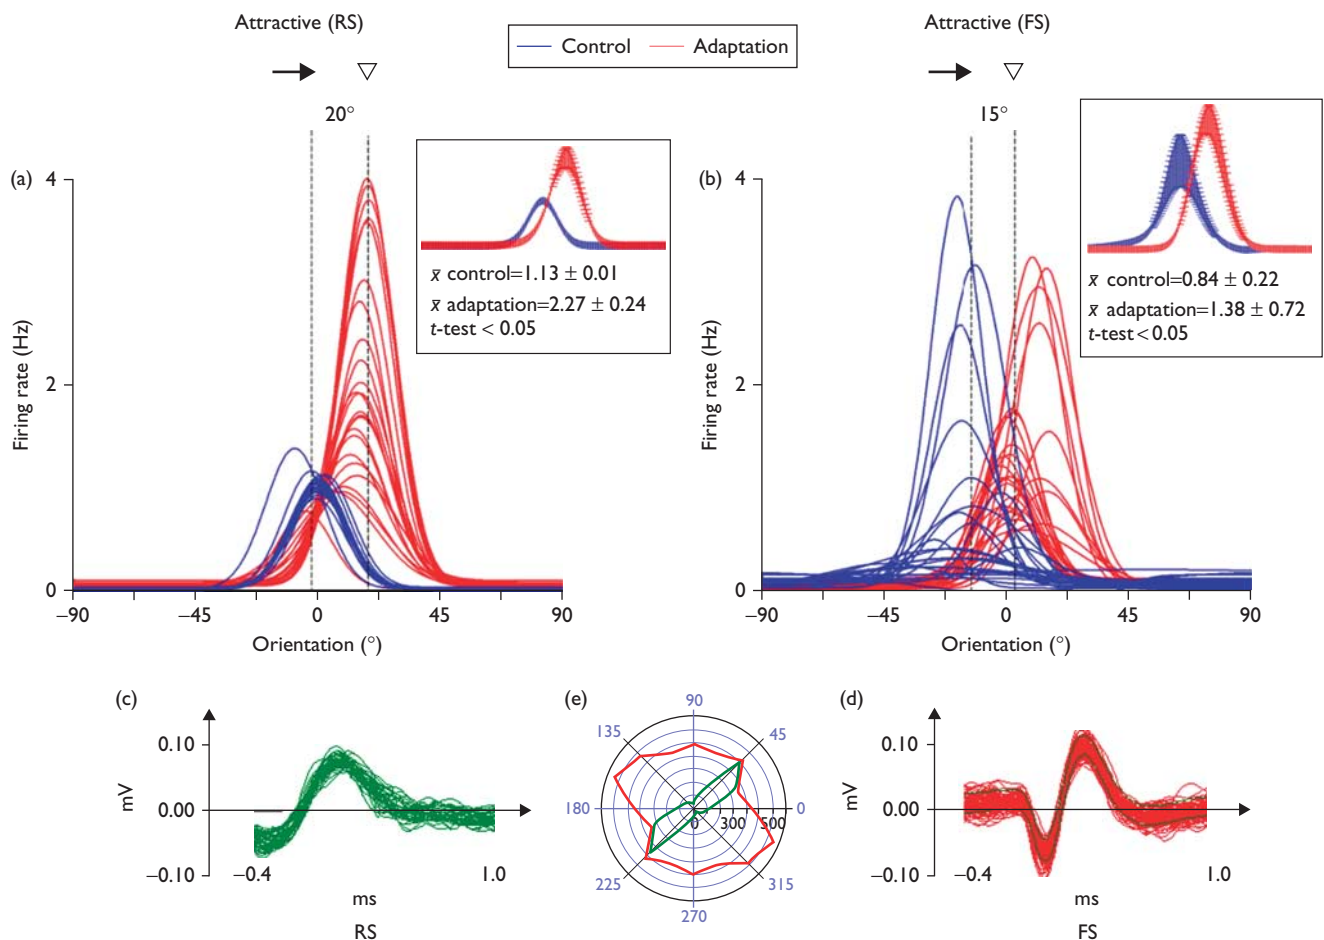 Attractive (RS)
Control
Adaptation
Attractive (FS)
20°
15°
(a)
4
2
0
Firing rate (Hz)
x̄ control=1.13 ± 0.01
x̄ adaptation=2.27 ± 0.24
t-test < 0.05
−90
−45
0
45
90
Orientation (°)
(b)
4
2
0
Firing rate (Hz)
x̄ control=0.84 ± 0.22
x̄ adaptation=1.38 ± 0.72
t-test<0.05
−90
−45
0
45
90
Orientation (°)
(c)
0.10
0.00
−0.10
mV
−0.4
1.0
ms
RS
(e)
90
135
45
180
0
0
300
500
225
315
270
(d)
0.10
0.00
−0.10
mV
−0.4
1.0
ms
FS